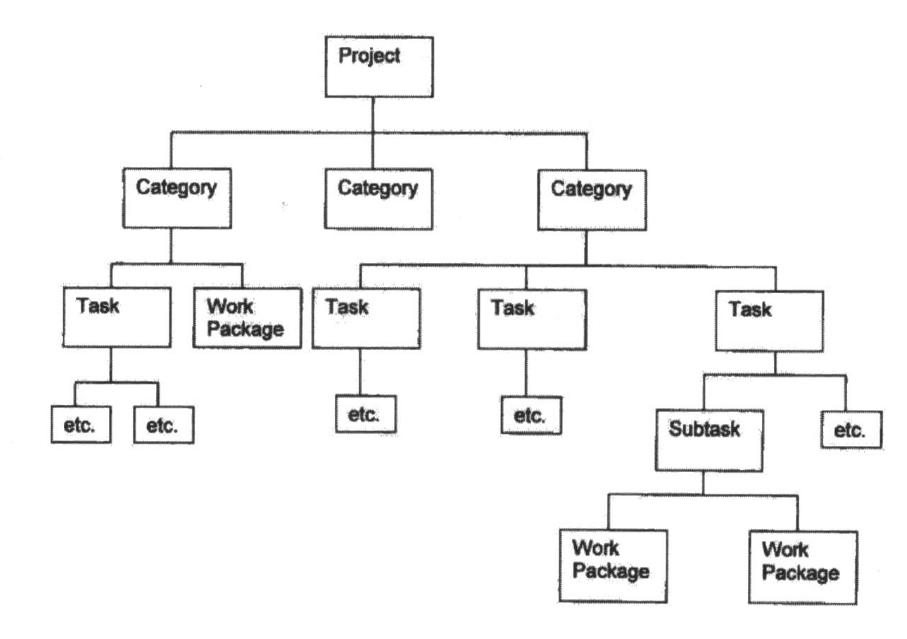 Project
Category
Category
Category
Task
Work
Package
Task
Task
Task
etc.
etc.
etc.
etc.
Subtask
etc.
Work
Package
Work
Package